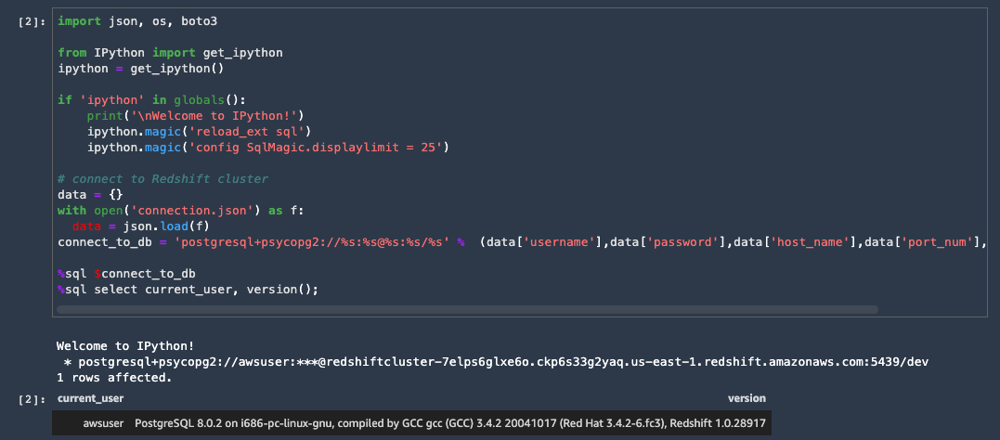 [2]: import json, os, boto3
from IPython import get_ipython
ipython = get_ipython()
if 'ipython' in globals():
    print('\nWelcome to IPython!')
    ipython.magic('reload_ext sql')
    ipython.magic('config SqlMagic.displaylimit = 25')
# connect to Redshift cluster
data = {}
with open('connection.json') as f:
  data = json.load(f)
connect_to_db = 'postgresql+psycopg2://%s:%s@%s:%s/%s' %  (data['username'],data['password'],data['host_name'],data['port_num'],
%sql $connect_to_db
%sql select current_user, version();
Welcome to IPython!
 * postgresql+psycopg2://awsuser:***@redshiftcluster-7elps6glxe6o.ckp6s33g2yaq.us-east-1.redshift.amazonaws.com:5439/dev
1 rows affected.
[2]: current_user version
awsuser PostgreSQL 8.0.2 on i686-pc-linux-gnu, compiled by GCC gcc (GCC) 3.4.2 20041017 (Red Hat 3.4.2-6.fc3), Redshift 1.0.28917